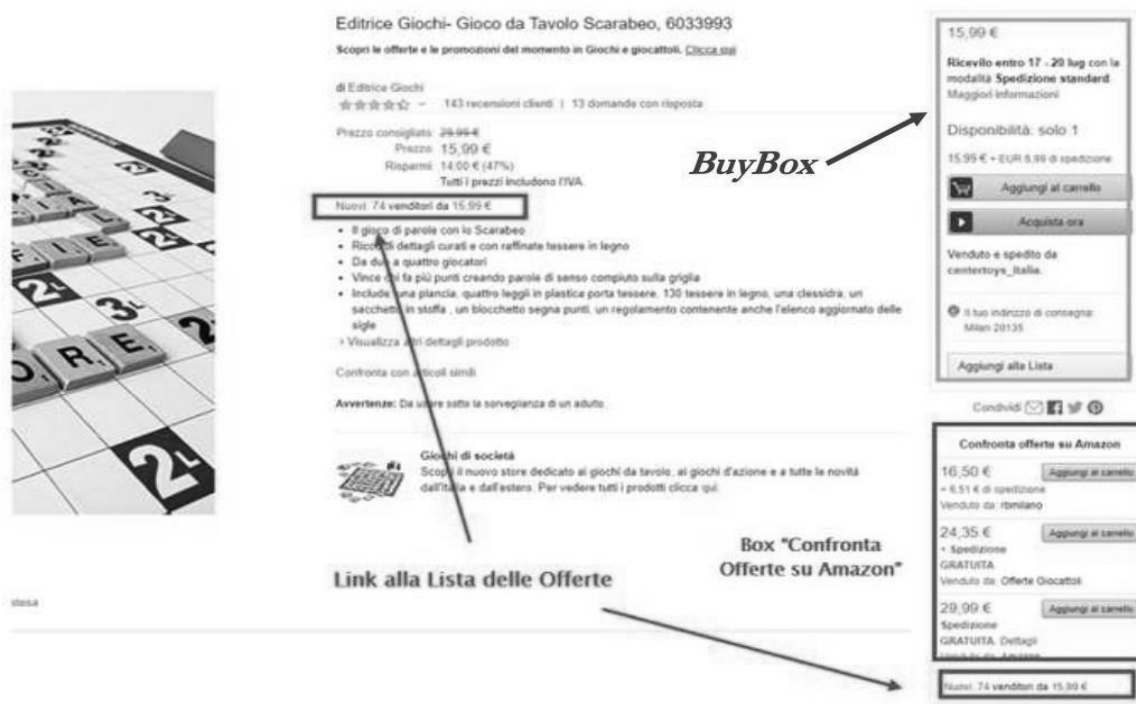 Editrice Giochi- Gioco da Tavolo Scarabeo, 6033993
Scopri le offerte e le promozioni del momento in Giochi e giocattoli. Clicca qui
di Editrice Giochi
143 recensioni clienti | 13 domande con risposta
Prezzo consigliato: 29,99 €
Prezzo: 15,99 €
Risparmi: 14,00 € (47%)
Tutti i prezzi includono l'IVA.
Nuovi: 74 venditori da 15,99 €
• Il gioco di parole con lo Scarabeo
• Ricco di dettagli curati e con raffinate tessere in legno
• Da due a quattro giocatori
• Vince chi fa più punti creando parole di senso compiuto sulla griglia
• Include una plancia, quattro leggii in plastica porta tessere, 130 tessere in legno, una clessidra, un
sacchetto in stoffa , un blocchetto segna punti, un regolamento contenente anche l'elenco aggiornato delle
sigle
› Visualizza altri dettagli prodotto
Confronta con articoli simili
Avvertenze: Da usare sotto la sorveglianza di un adulto.
Giochi di società
Scopri il nuovo store dedicato ai giochi da tavolo, ai giochi d'azione e a tutte le novità
dall'Italia e dall'estero. Per vedere tutti i prodotti clicca qui.
Link alla Lista delle Offerte
Box "Confronta
Offerte su Amazon"
BuyBox
15,99 €
Ricevilo entro 17 - 20 lug con la
modalità Spedizione standard
Maggiori informazioni
Disponibilità: solo 1
15,99 € + EUR 6,99 di spedizione
Aggiungi al carrello
Acquista ora
Venduto e spedito da
centertoys_italia.
Il tuo indirizzo di consegna:
Milan 20135
Aggiungi alla Lista
Condividi
Confronta offerte su Amazon
16,50 €
Aggiungi al carrello
+ 6,51 € di spedizione
Venduto da: rbmilano
24,35 €
Aggiungi al carrello
+ Spedizione
GRATUITA
Venduto da: Offerte Giocattoli
29,99 €
Aggiungi al carrello
Spedizione
GRATUITA. Dettagli
Venduto da: Amazon
Nuovi: 74 venditori da 15,99 €
stesa
ORE
2L
3L